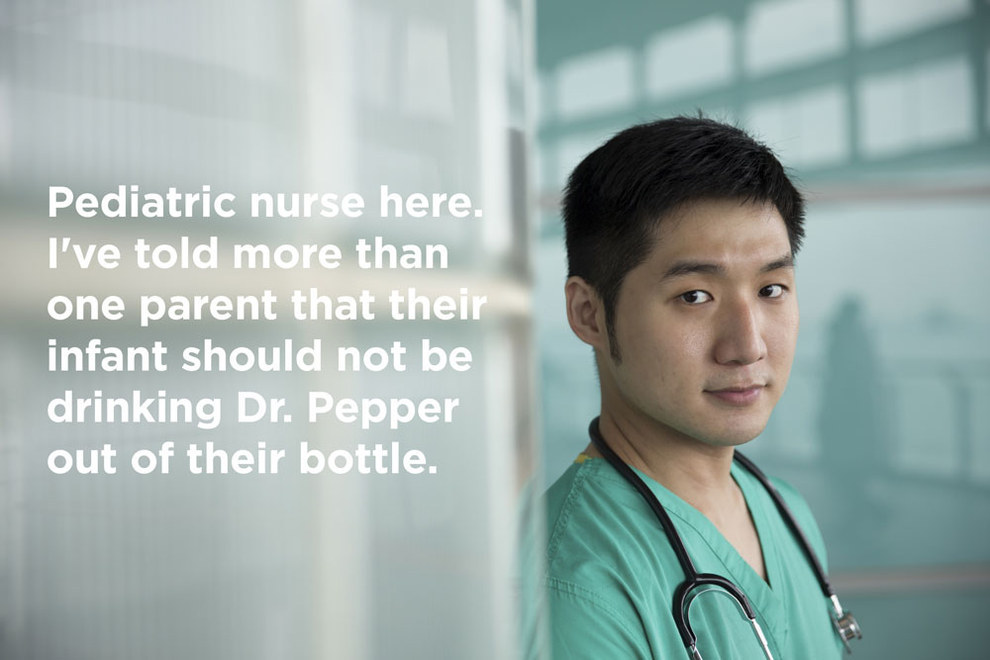 Pediatric nurse here.
I've told more than
one parent that their
infant should not be
drinking Dr. Pepper
out of their bottle.